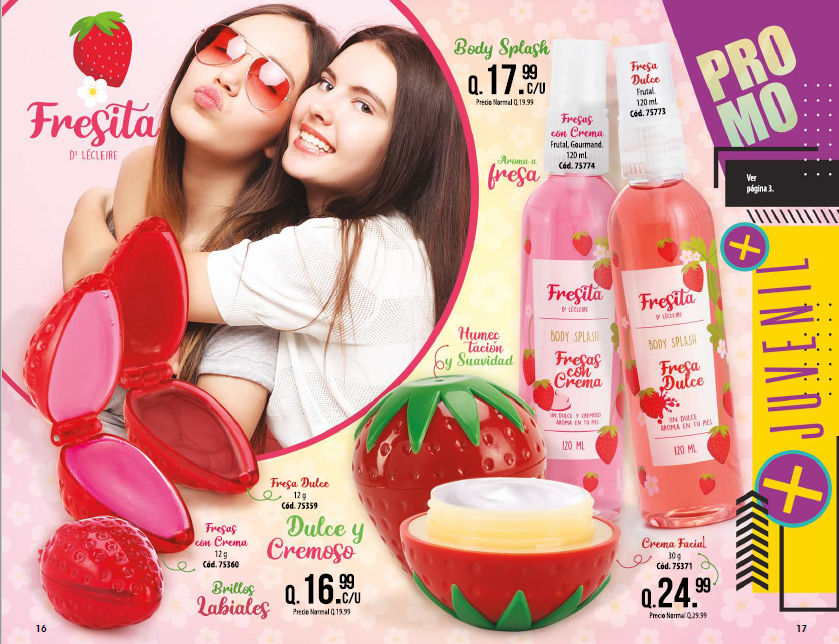 Fresita
D' LÉCLEIRE
Body Splash
Q. 17.99 C/U
Precio Normal Q.19.99
Aroma a
fresa
Fresas
con Crema
Frutal, Gourmand.
120 ml.
Cód. 75774
Fresa
Dulce
Frutal.
120 ml.
Cód. 75773
PRO
MO
Ver
página 3.
JUVENIL
Fresita
D' LÉCLEIRE
BODY SPLASH
Fresas
con
Crema
UN DULCE Y CREMOSO
AROMA EN TU PIEL
120 ML
Fresita
D' LÉCLEIRE
BODY SPLASH
Fresa
Dulce
UN DULCE
AROMA EN TU PIEL
120 ML
Humec
tación
y Suavidad
Fresa Dulce
12 g
Cód. 75359
Fresas
con Crema
12 g
Cód. 75360
Dulce y
Cremoso
Brillos
Labiales
Q. 16.99 C/U
Precio Normal Q.19.99
Crema Facial
30 g
Cód. 75371
Q. 24.99
Precio Normal Q.29.99
16
17